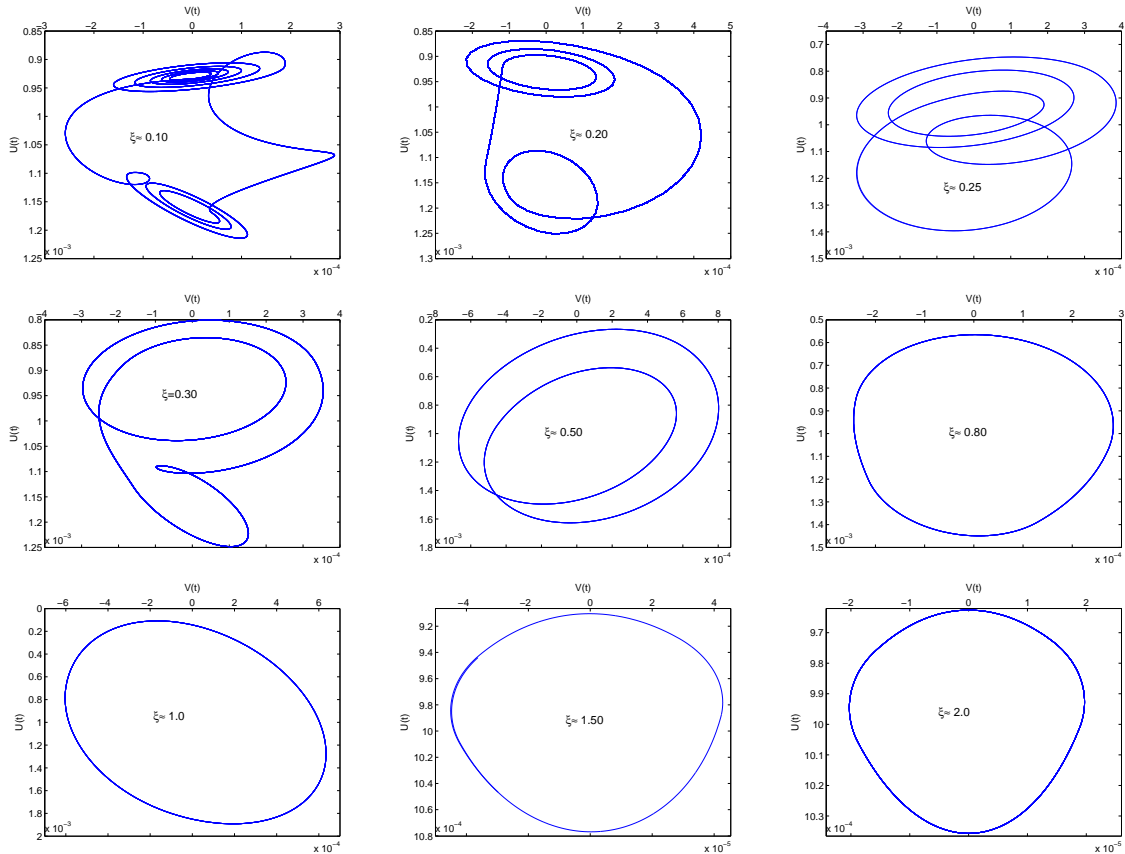 V(t)
−3 −2 −1 0 1 2 3
0.85
0.9
0.95
1
1.05
1.1
1.15
1.2
1.25
U(t)
ξ≈ 0.10
x 10⁻³
x 10⁻⁴
V(t)
−3 −2 −1 0 1 2 3 4 5
0.85
0.9
0.95
1
1.05
1.1
1.15
1.2
1.25
1.3
U(t)
ξ≈ 0.20
x 10⁻³
x 10⁻⁴
V(t)
−4 −3 −2 −1 0 1 2 3 4
0.7
0.8
0.9
1
1.1
1.2
1.3
1.4
1.5
U(t)
ξ≈ 0.25
x 10⁻³
x 10⁻⁴
V(t)
−4 −3 −2 −1 0 1 2 3 4
0.8
0.85
0.9
0.95
1
1.05
1.1
1.15
1.2
1.25
U(t)
ξ=0.30
x 10⁻³
x 10⁻⁴
V(t)
−8 −6 −4 −2 0 2 4 6 8
0.2
0.4
0.6
0.8
1
1.2
1.4
1.6
1.8
U(t)
ξ≈ 0.50
x 10⁻³
x 10⁻⁴
V(t)
−2 −1 0 1 2 3
0.5
0.6
0.7
0.8
0.9
1
1.1
1.2
1.3
1.4
1.5
U(t)
ξ≈ 0.80
x 10⁻³
x 10⁻⁴
V(t)
−6 −4 −2 0 2 4 6
0
0.2
0.4
0.6
0.8
1
1.2
1.4
1.6
1.8
2
U(t)
ξ≈ 1.0
x 10⁻³
x 10⁻⁴
V(t)
−4 −2 0 2 4
9.2
9.4
9.6
9.8
10
10.2
10.4
10.6
10.8
U(t)
ξ≈ 1.50
x 10⁻⁴
x 10⁻⁵
V(t)
−2 −1 0 1 2
9.7
9.8
9.9
10
10.1
10.2
10.3
U(t)
ξ≈ 2.0
x 10⁻⁴
x 10⁻⁵